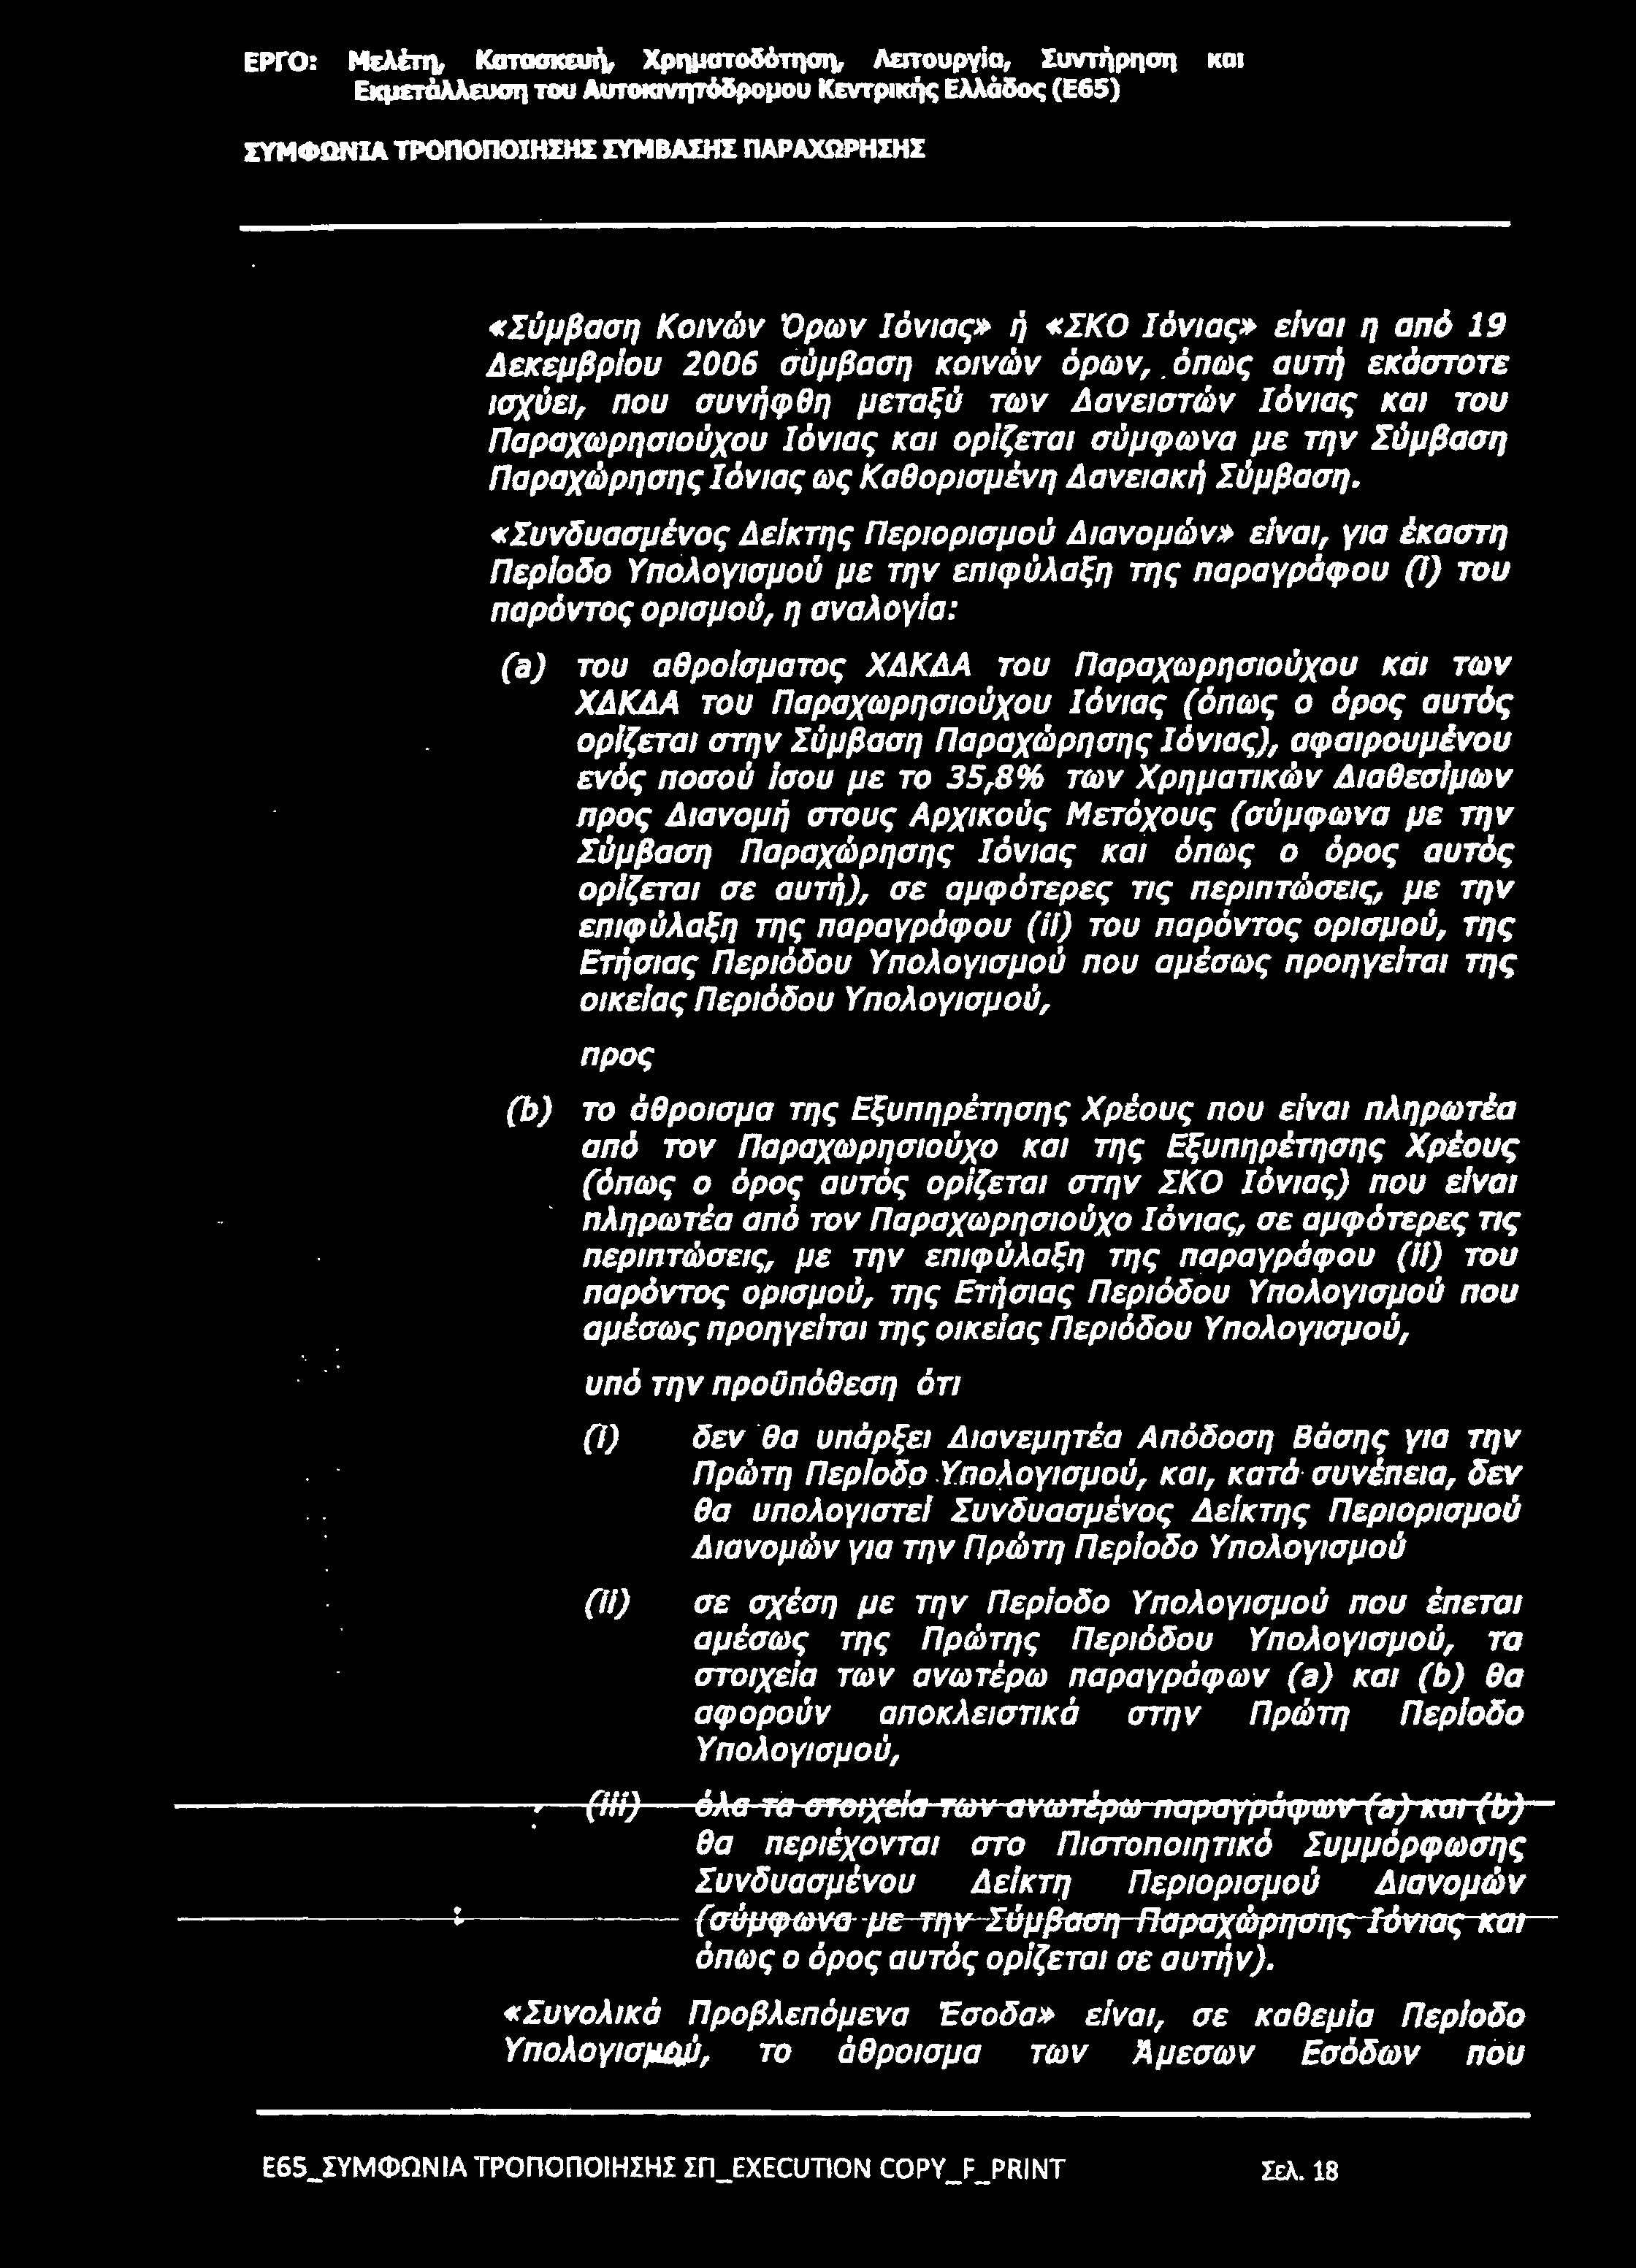 ΕΡΓΟ: Μελέτη, Κατασκευή, Χρηματοδότηση, Λειτουργία, Συντήρηση και
Εκμετάλλευση του Αυτοκινητόδρομου Κεντρικής Ελλάδος (Ε65)
ΣΥΜΦΩΝΙΑ ΤΡΟΠΟΠΟΙΗΣΗΣ ΣΥΜΒΑΣΗΣ ΠΑΡΑΧΩΡΗΣΗΣ
«Σύμβαση Κοινών Όρων Ιόνιας» ή «ΣΚΟ Ιόνιας» είναι η από 19
Δεκεμβρίου 2006 σύμβαση κοινών όρων, όπως αυτή εκάστοτε
ισχύει, που συνήφθη μεταξύ των Δανειστών Ιόνιας και του
Παραχωρησιούχου Ιόνιας και ορίζεται σύμφωνα με την Σύμβαση
Παραχώρησης Ιόνιας ως Καθορισμένη Δανειακή Σύμβαση.
«Συνδυασμένος Δείκτης Περιορισμού Διανομών» είναι, για έκαστη
Περίοδο Υπολογισμού με την επιφύλαξη της παραγράφου (i) του
παρόντος ορισμού, η αναλογία:
(a) του αθροίσματος ΧΔΚΔΑ του Παραχωρησιούχου και των
ΧΔΚΔΑ του Παραχωρησιούχου Ιόνιας (όπως ο όρος αυτός
ορίζεται στην Σύμβαση Παραχώρησης Ιόνιας), αφαιρουμένου
ενός ποσού ίσου με το 35,8% των Χρηματικών Διαθεσίμων
προς Διανομή στους Αρχικούς Μετόχους (σύμφωνα με την
Σύμβαση Παραχώρησης Ιόνιας και όπως ο όρος αυτός
ορίζεται σε αυτή), σε αμφότερες τις περιπτώσεις, με την
επιφύλαξη της παραγράφου (ii) του παρόντος ορισμού, της
Ετήσιας Περιόδου Υπολογισμού που αμέσως προηγείται της
οικείας Περιόδου Υπολογισμού,
προς
(b) το άθροισμα της Εξυπηρέτησης Χρέους που είναι πληρωτέα
από τον Παραχωρησιούχο και της Εξυπηρέτησης Χρέους
(όπως ο όρος αυτός ορίζεται στην ΣΚΟ Ιόνιας) που είναι
πληρωτέα από τον Παραχωρησιούχο Ιόνιας, σε αμφότερες τις
περιπτώσεις, με την επιφύλαξη της παραγράφου (ii) του
παρόντος ορισμού, της Ετήσιας Περιόδου Υπολογισμού που
αμέσως προηγείται της οικείας Περιόδου Υπολογισμού,
υπό την προϋπόθεση ότι
(i) δεν θα υπάρξει Διανεμητέα Απόδοση Βάσης για την
Πρώτη Περίοδο Υπολογισμού, και, κατά συνέπεια, δεν
θα υπολογιστεί Συνδυασμένος Δείκτης Περιορισμού
Διανομών για την Πρώτη Περίοδο Υπολογισμού
(ii) σε σχέση με την Περίοδο Υπολογισμού που έπεται
αμέσως της Πρώτης Περιόδου Υπολογισμού, τα
στοιχεία των ανωτέρω παραγράφων (a) και (b) θα
αφορούν αποκλειστικά στην Πρώτη Περίοδο
Υπολογισμού,
(iii) όλα τα στοιχεία των ανωτέρω παραγράφων (a) και (b)
θα περιέχονται στο Πιστοποιητικό Συμμόρφωσης
Συνδυασμένου Δείκτη Περιορισμού Διανομών
(σύμφωνα με την Σύμβαση Παραχώρησης Ιόνιας και
όπως ο όρος αυτός ορίζεται σε αυτήν).
«Συνολικά Προβλεπόμενα Έσοδα» είναι, σε καθεμία Περίοδο
Υπολογισμού, το άθροισμα των Άμεσων Εσόδων που
E65_ΣΥΜΦΩΝΙΑ ΤΡΟΠΟΠΟΙΗΣΗΣ ΣΠ_EXECUTION COPY_F_PRINT Σελ. 18